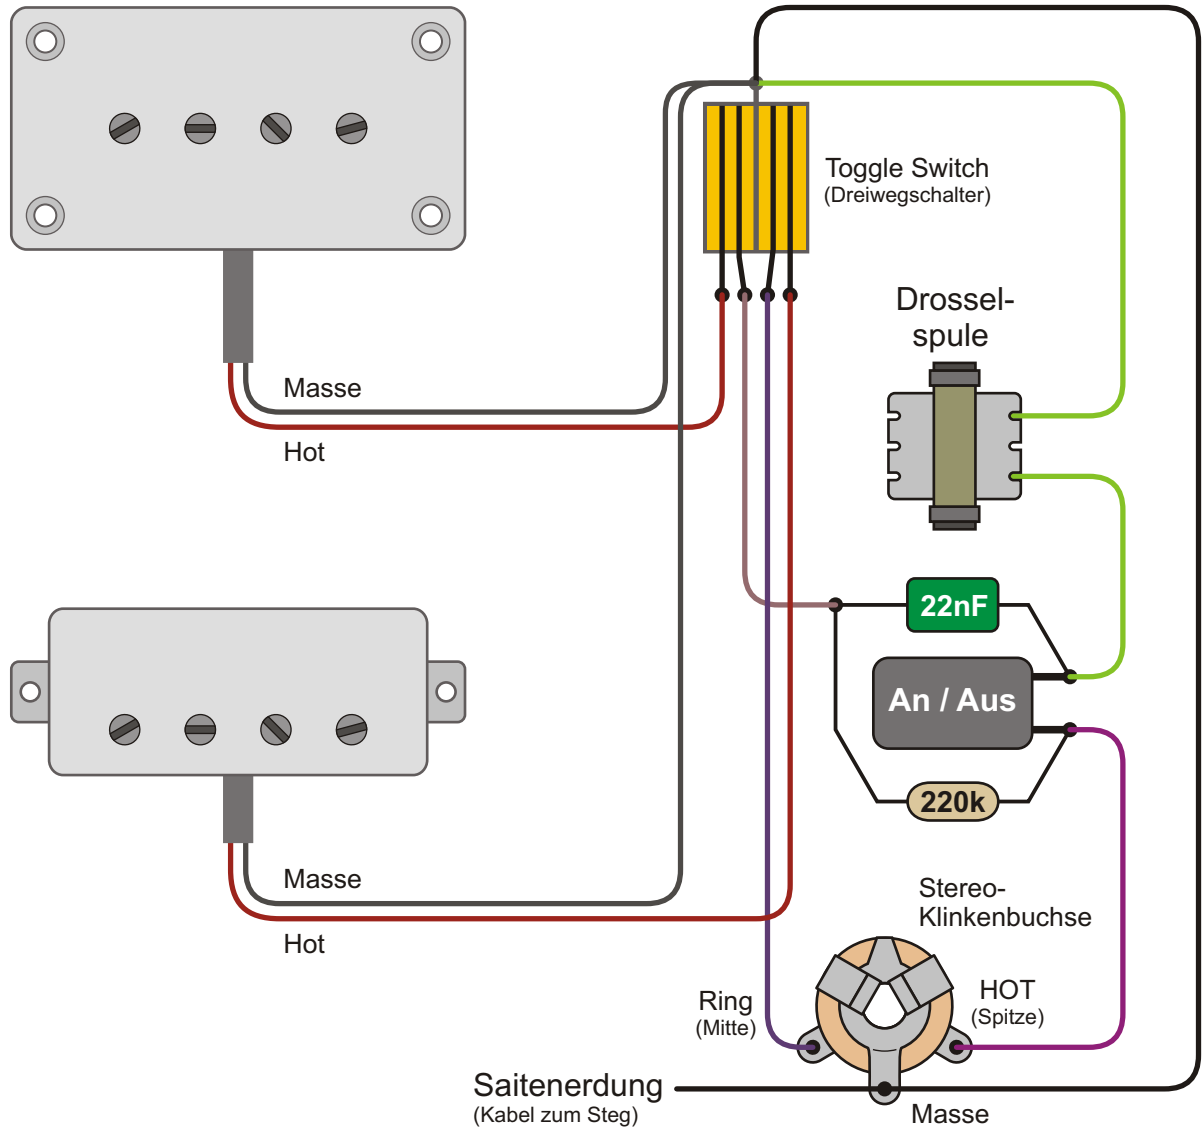 Toggle Switch
(Dreiwegschalter)
Drossel-
spule
Masse
Hot
22nF
An / Aus
220k
Masse
Hot
Stereo-
Klinkenbuchse
Ring
(Mitte)
HOT
(Spitze)
Saitenerdung
(Kabel zum Steg)
Masse